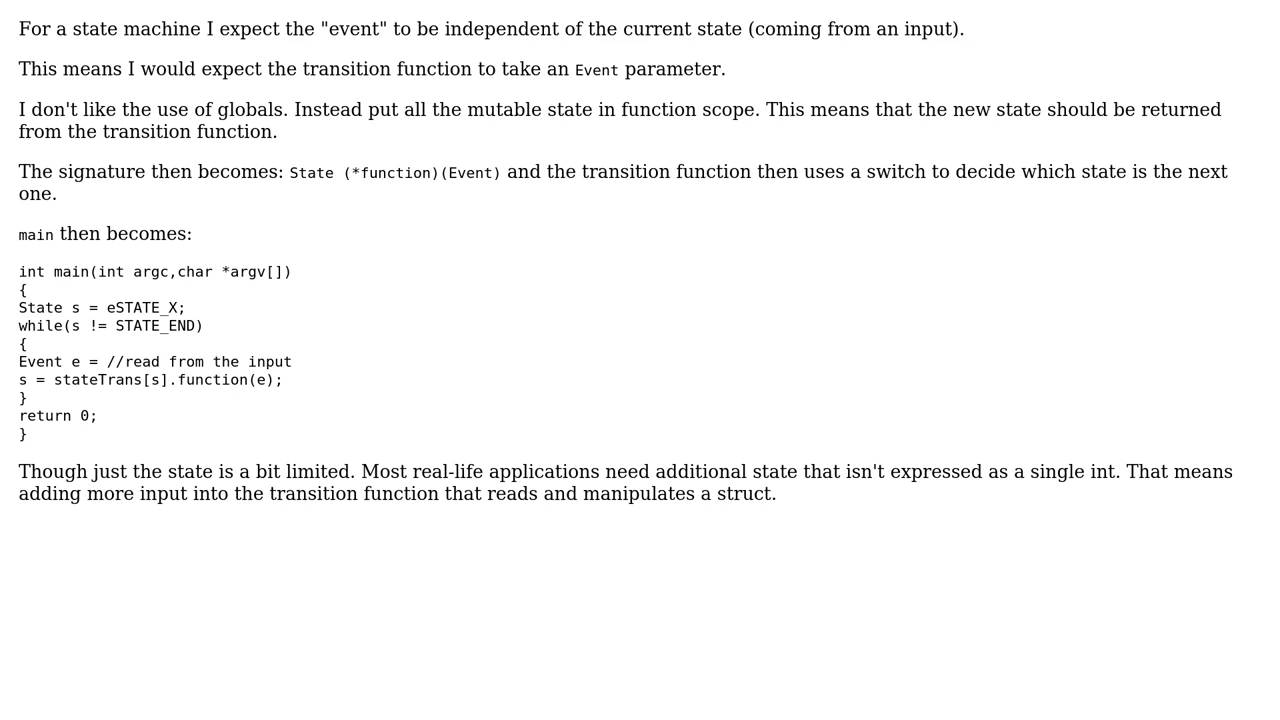 For a state machine I expect the "event" to be independent of the current state (coming from an input).
This means I would expect the transition function to take an Event parameter.
I don't like the use of globals. Instead put all the mutable state in function scope. This means that the new state should be returned
from the transition function.
The signature then becomes: State (*function)(Event) and the transition function then uses a switch to decide which state is the next
one.
main then becomes:
int main(int argc,char *argv[])
{
State s = eSTATE_X;
while(s != STATE_END)
{
Event e = //read from the input
s = stateTrans[s].function(e);
}
return 0;
}
Though just the state is a bit limited. Most real-life applications need additional state that isn't expressed as a single int. That means
adding more input into the transition function that reads and manipulates a struct.